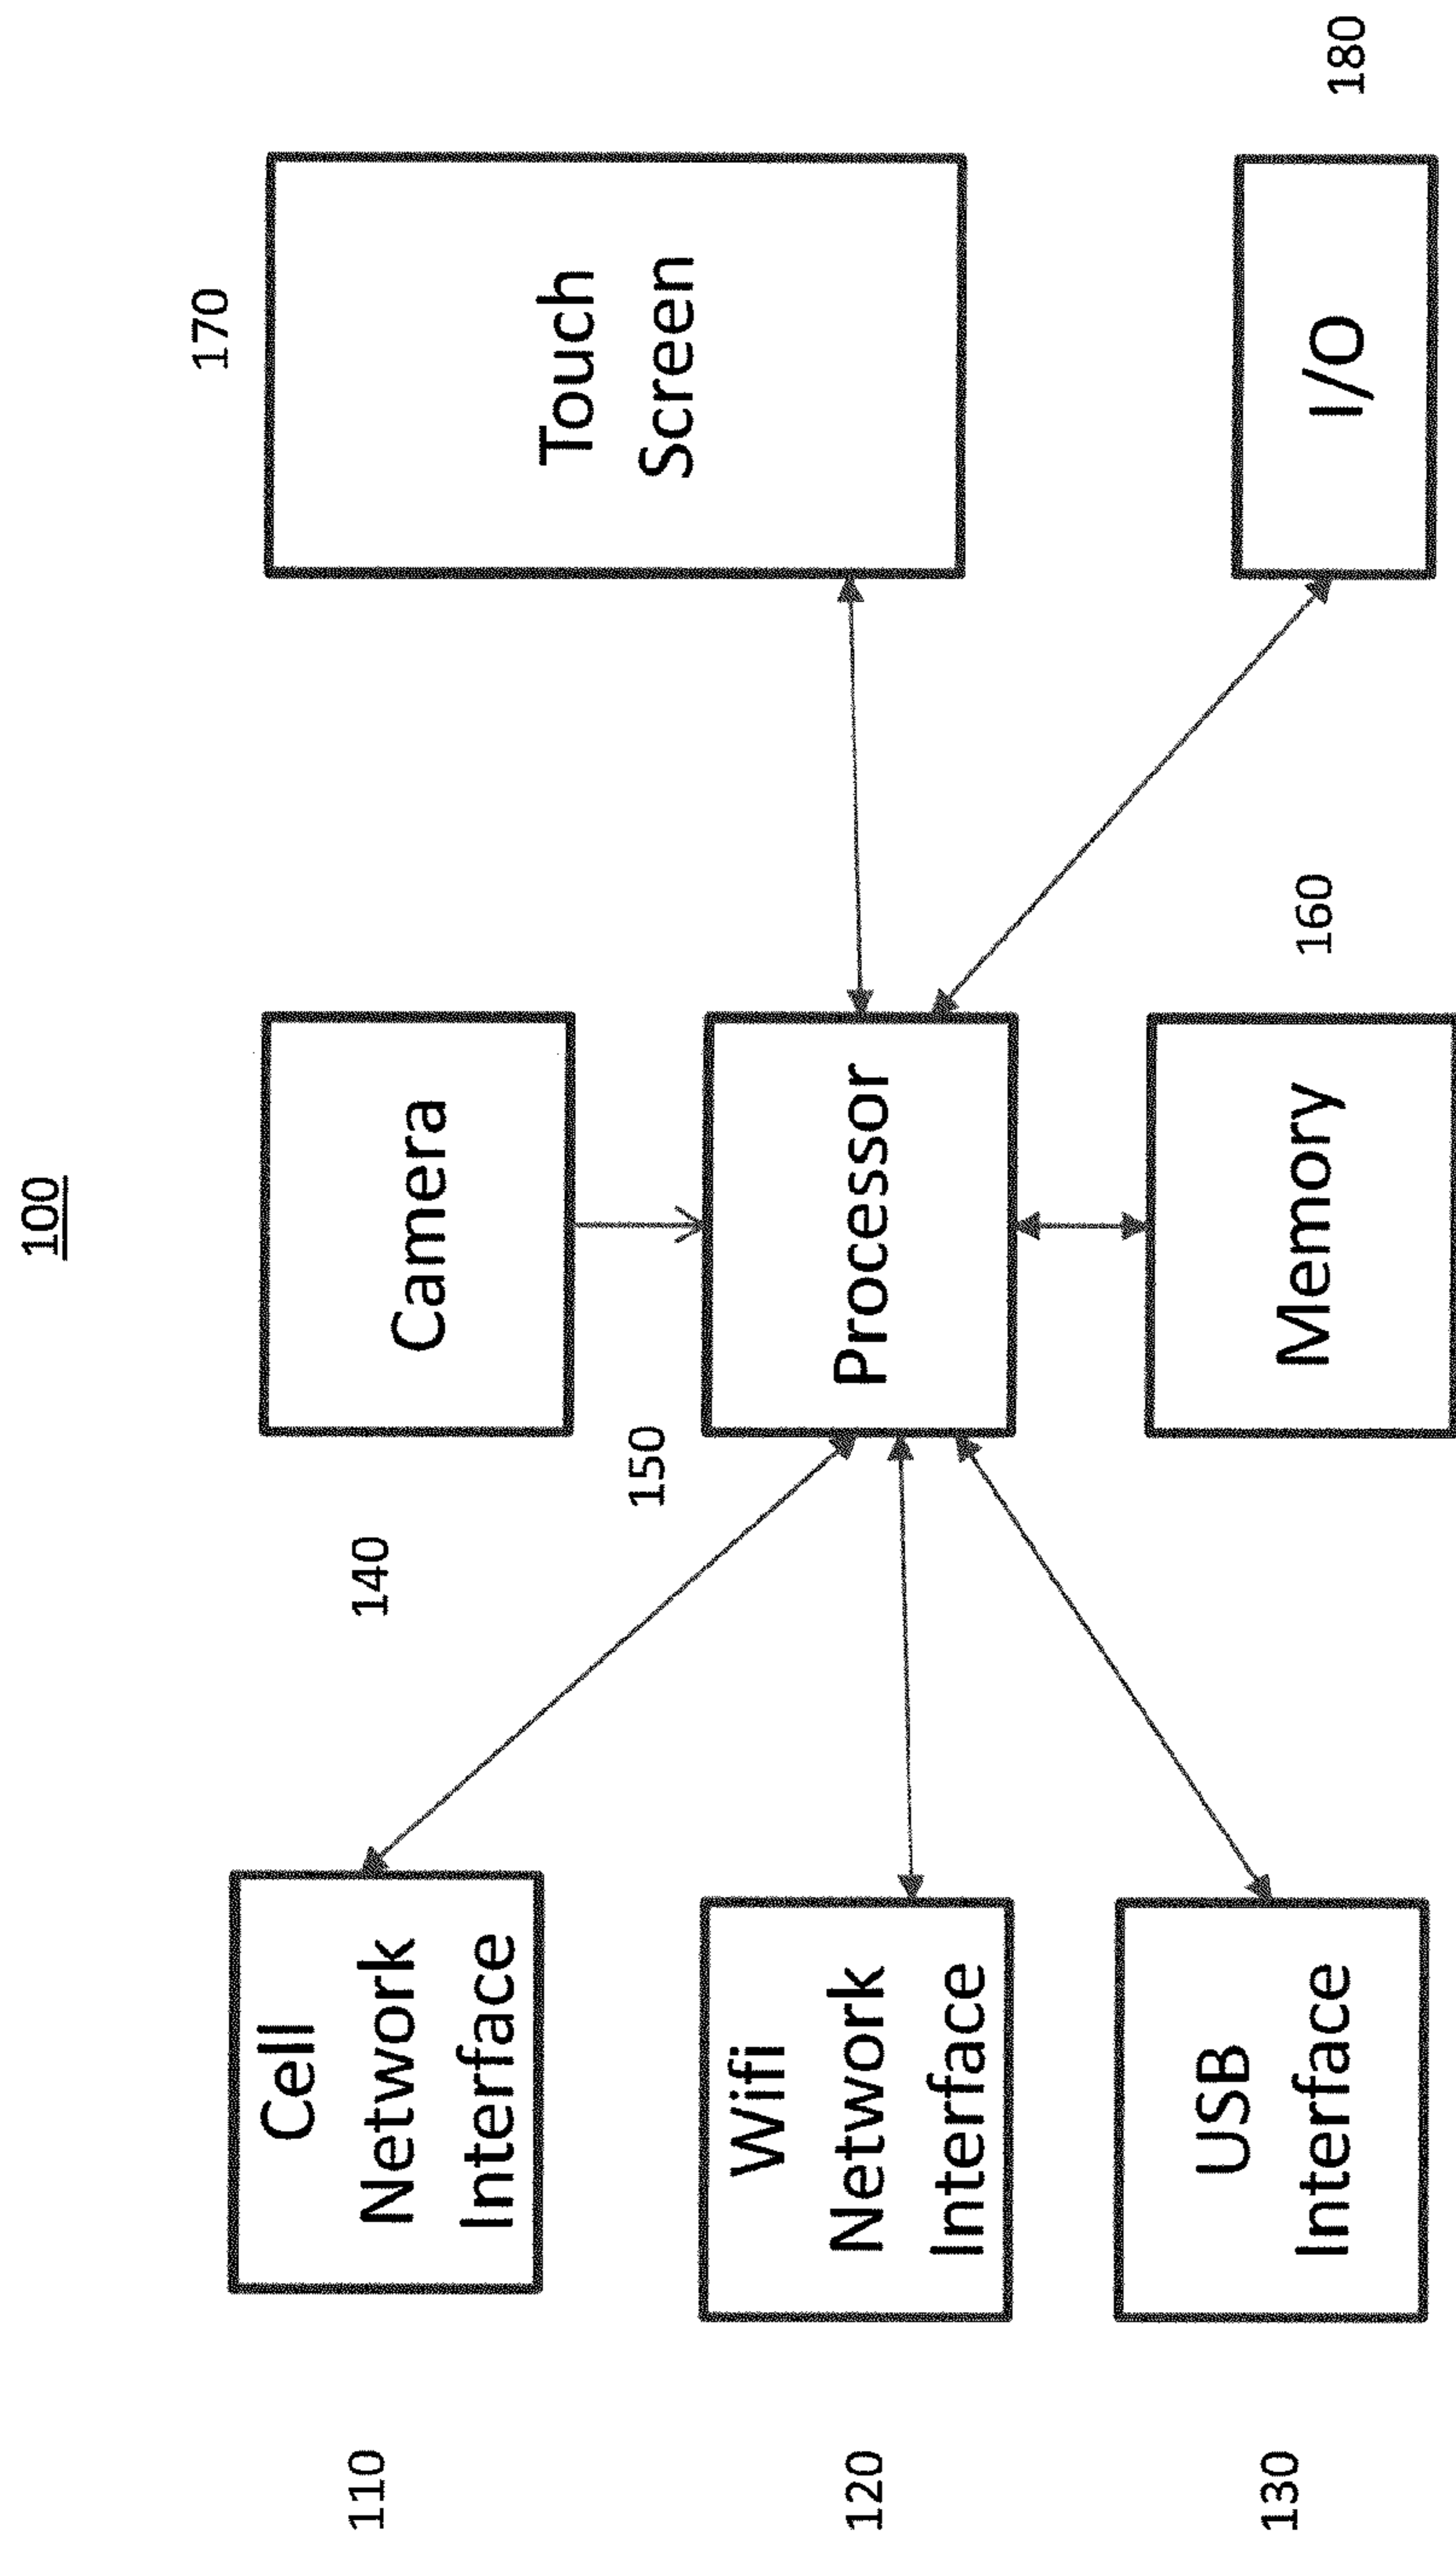 100
110
Cell
Network
Interface
140
Camera
170
Touch
Screen
120
Wifi
Network
Interface
150
Processor
130
USB
Interface
Memory
160
I/O
180